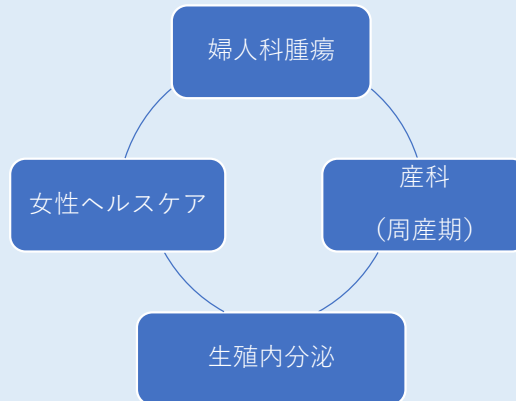 婦人科腫瘍
女性ヘルスケア
産科
（周産期）
生殖内分泌